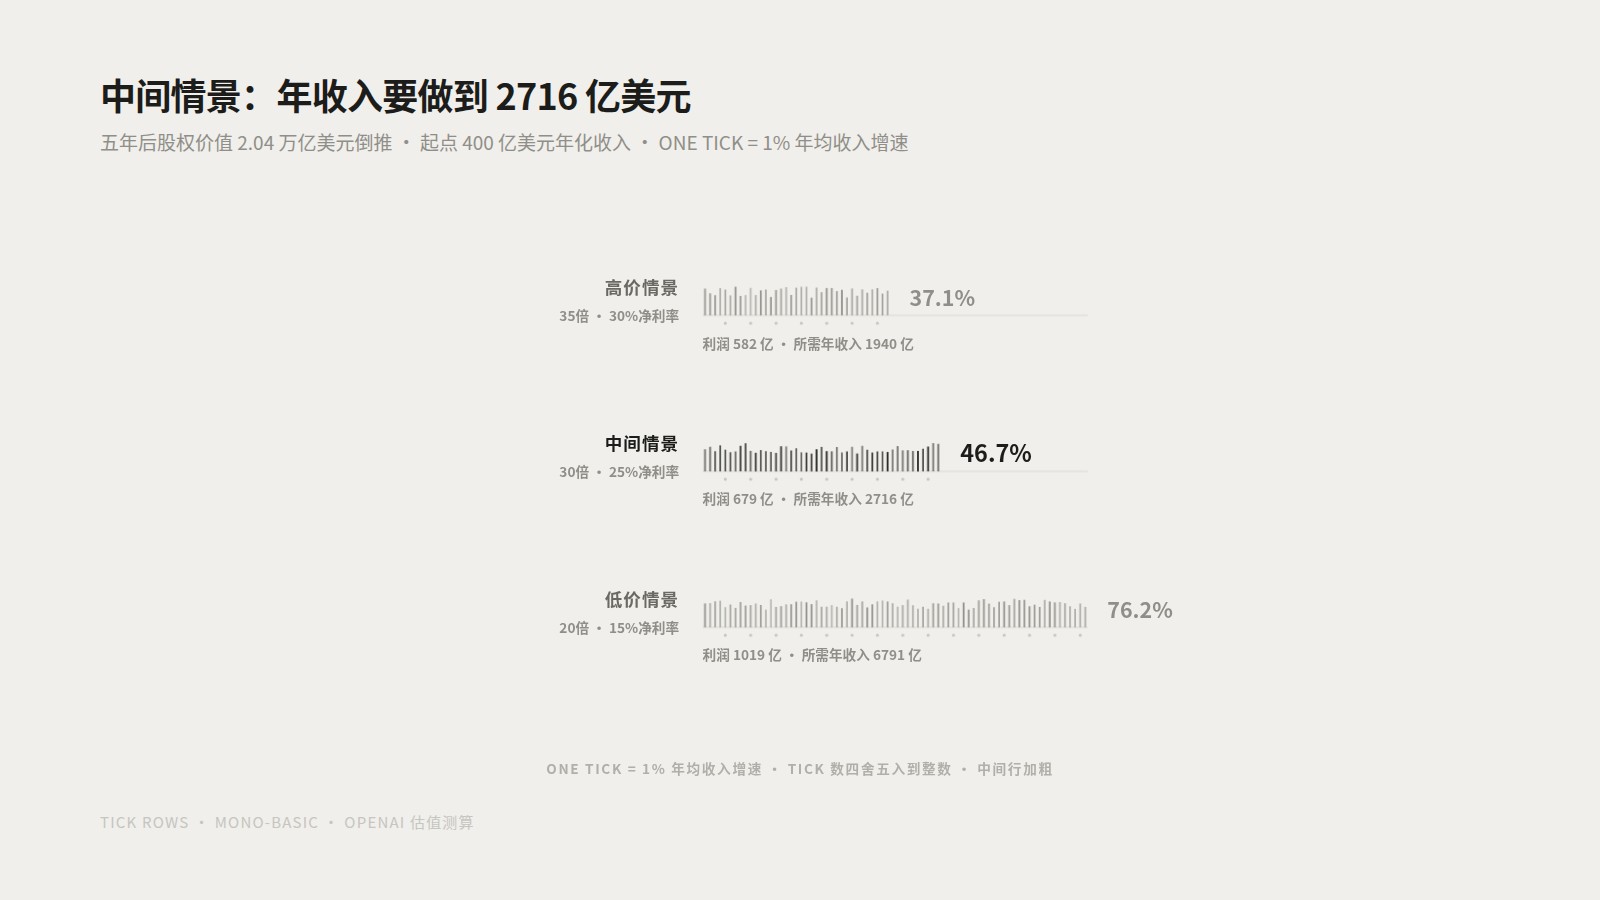 中间情景：年收入要做到 2716 亿美元
五年后股权价值 2.04 万亿美元倒推 · 起点 400 亿美元年化收入 · ONE TICK = 1% 年均收入增速
高价情景
37.1%
35倍 · 30%净利率
利润 582 亿 · 所需年收入 1940 亿
中间情景
46.7%
30倍 · 25%净利率
利润 679 亿 · 所需年收入 2716 亿
低价情景
76.2%
20倍 · 15%净利率
利润 1019 亿 · 所需年收入 6791 亿
ONE TICK = 1% 年均收入增速 · TICK 数四舍五入到整数 · 中间行加粗
TICK ROWS · MONO-BASIC · OPENAI 估值测算